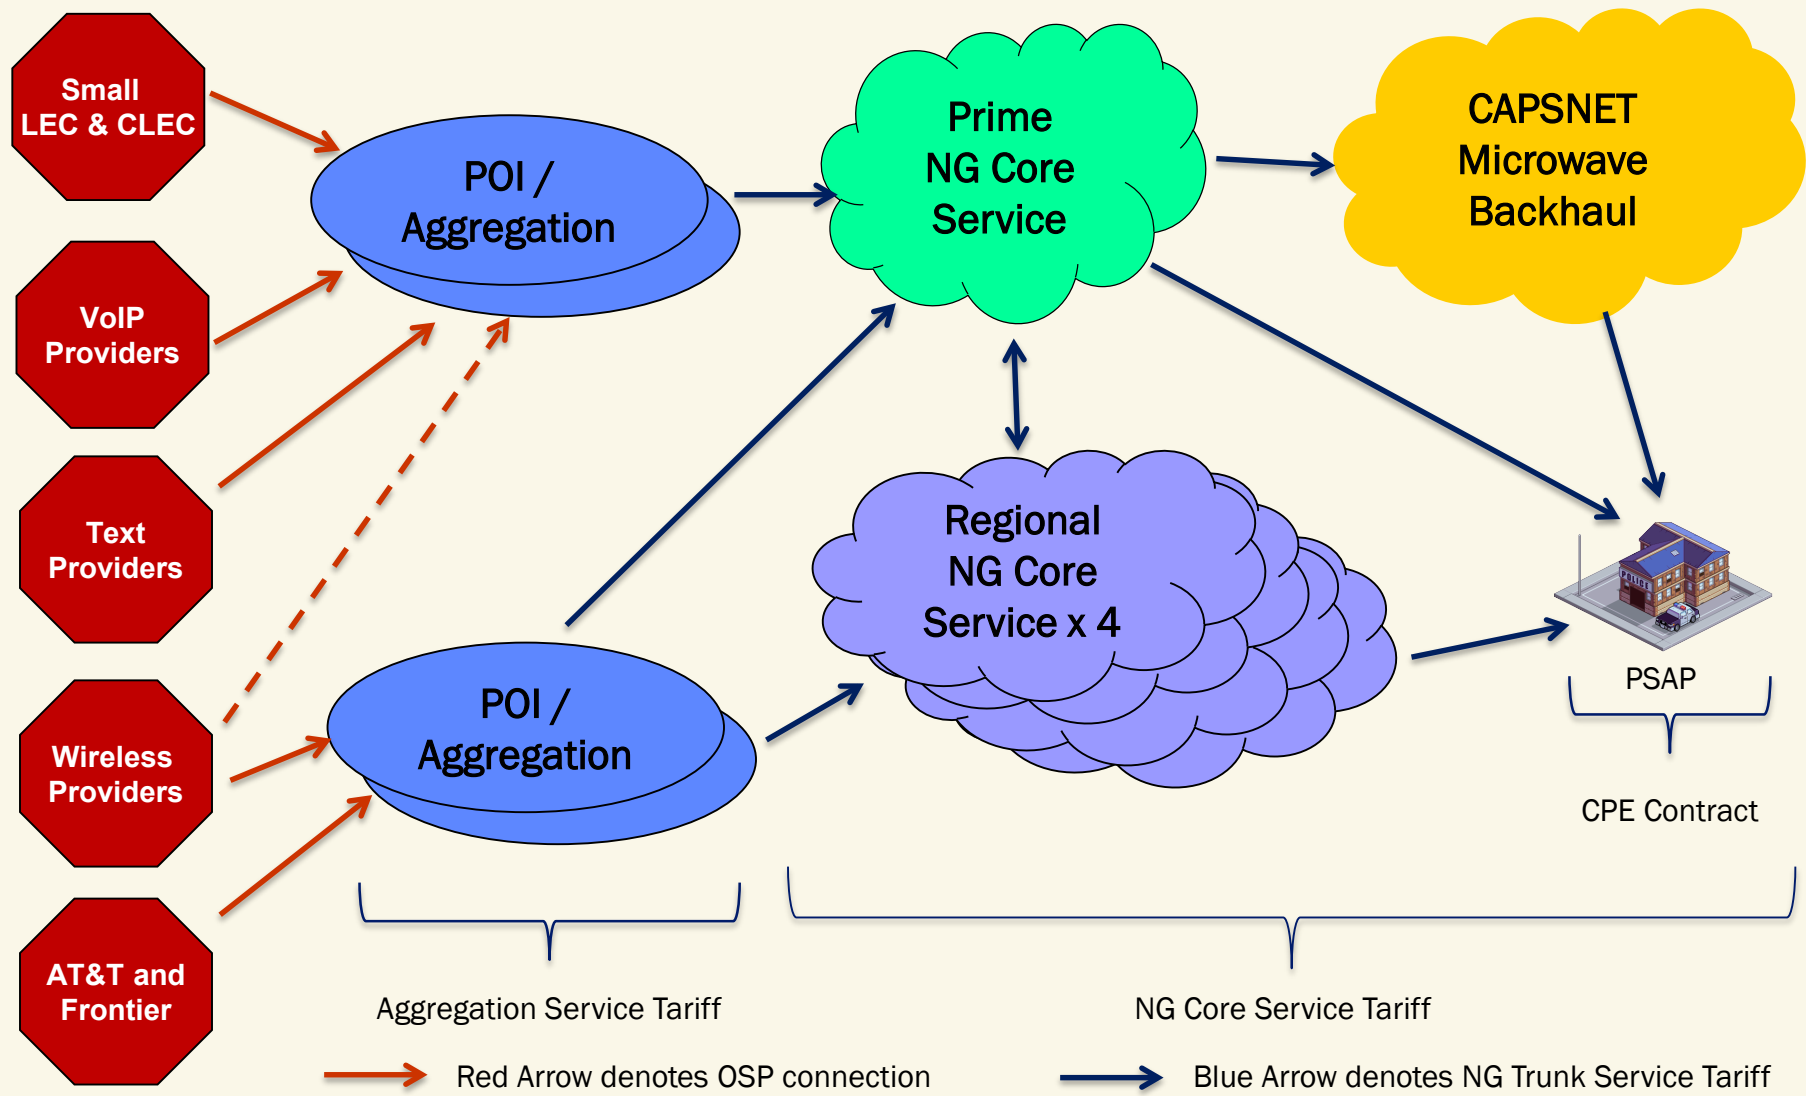 Small
LEC & CLEC
VoIP
Providers
Text
Providers
Wireless
Providers
AT&T and
Frontier
POI /
Aggregation
POI /
Aggregation
Prime
NG Core
Service
Regional
NG Core
Service x 4
CAPSNET
Microwave
Backhaul
POLICE
PSAP
CPE Contract
Aggregation Service Tariff
NG Core Service Tariff
Red Arrow denotes OSP connection
Blue Arrow denotes NG Trunk Service Tariff